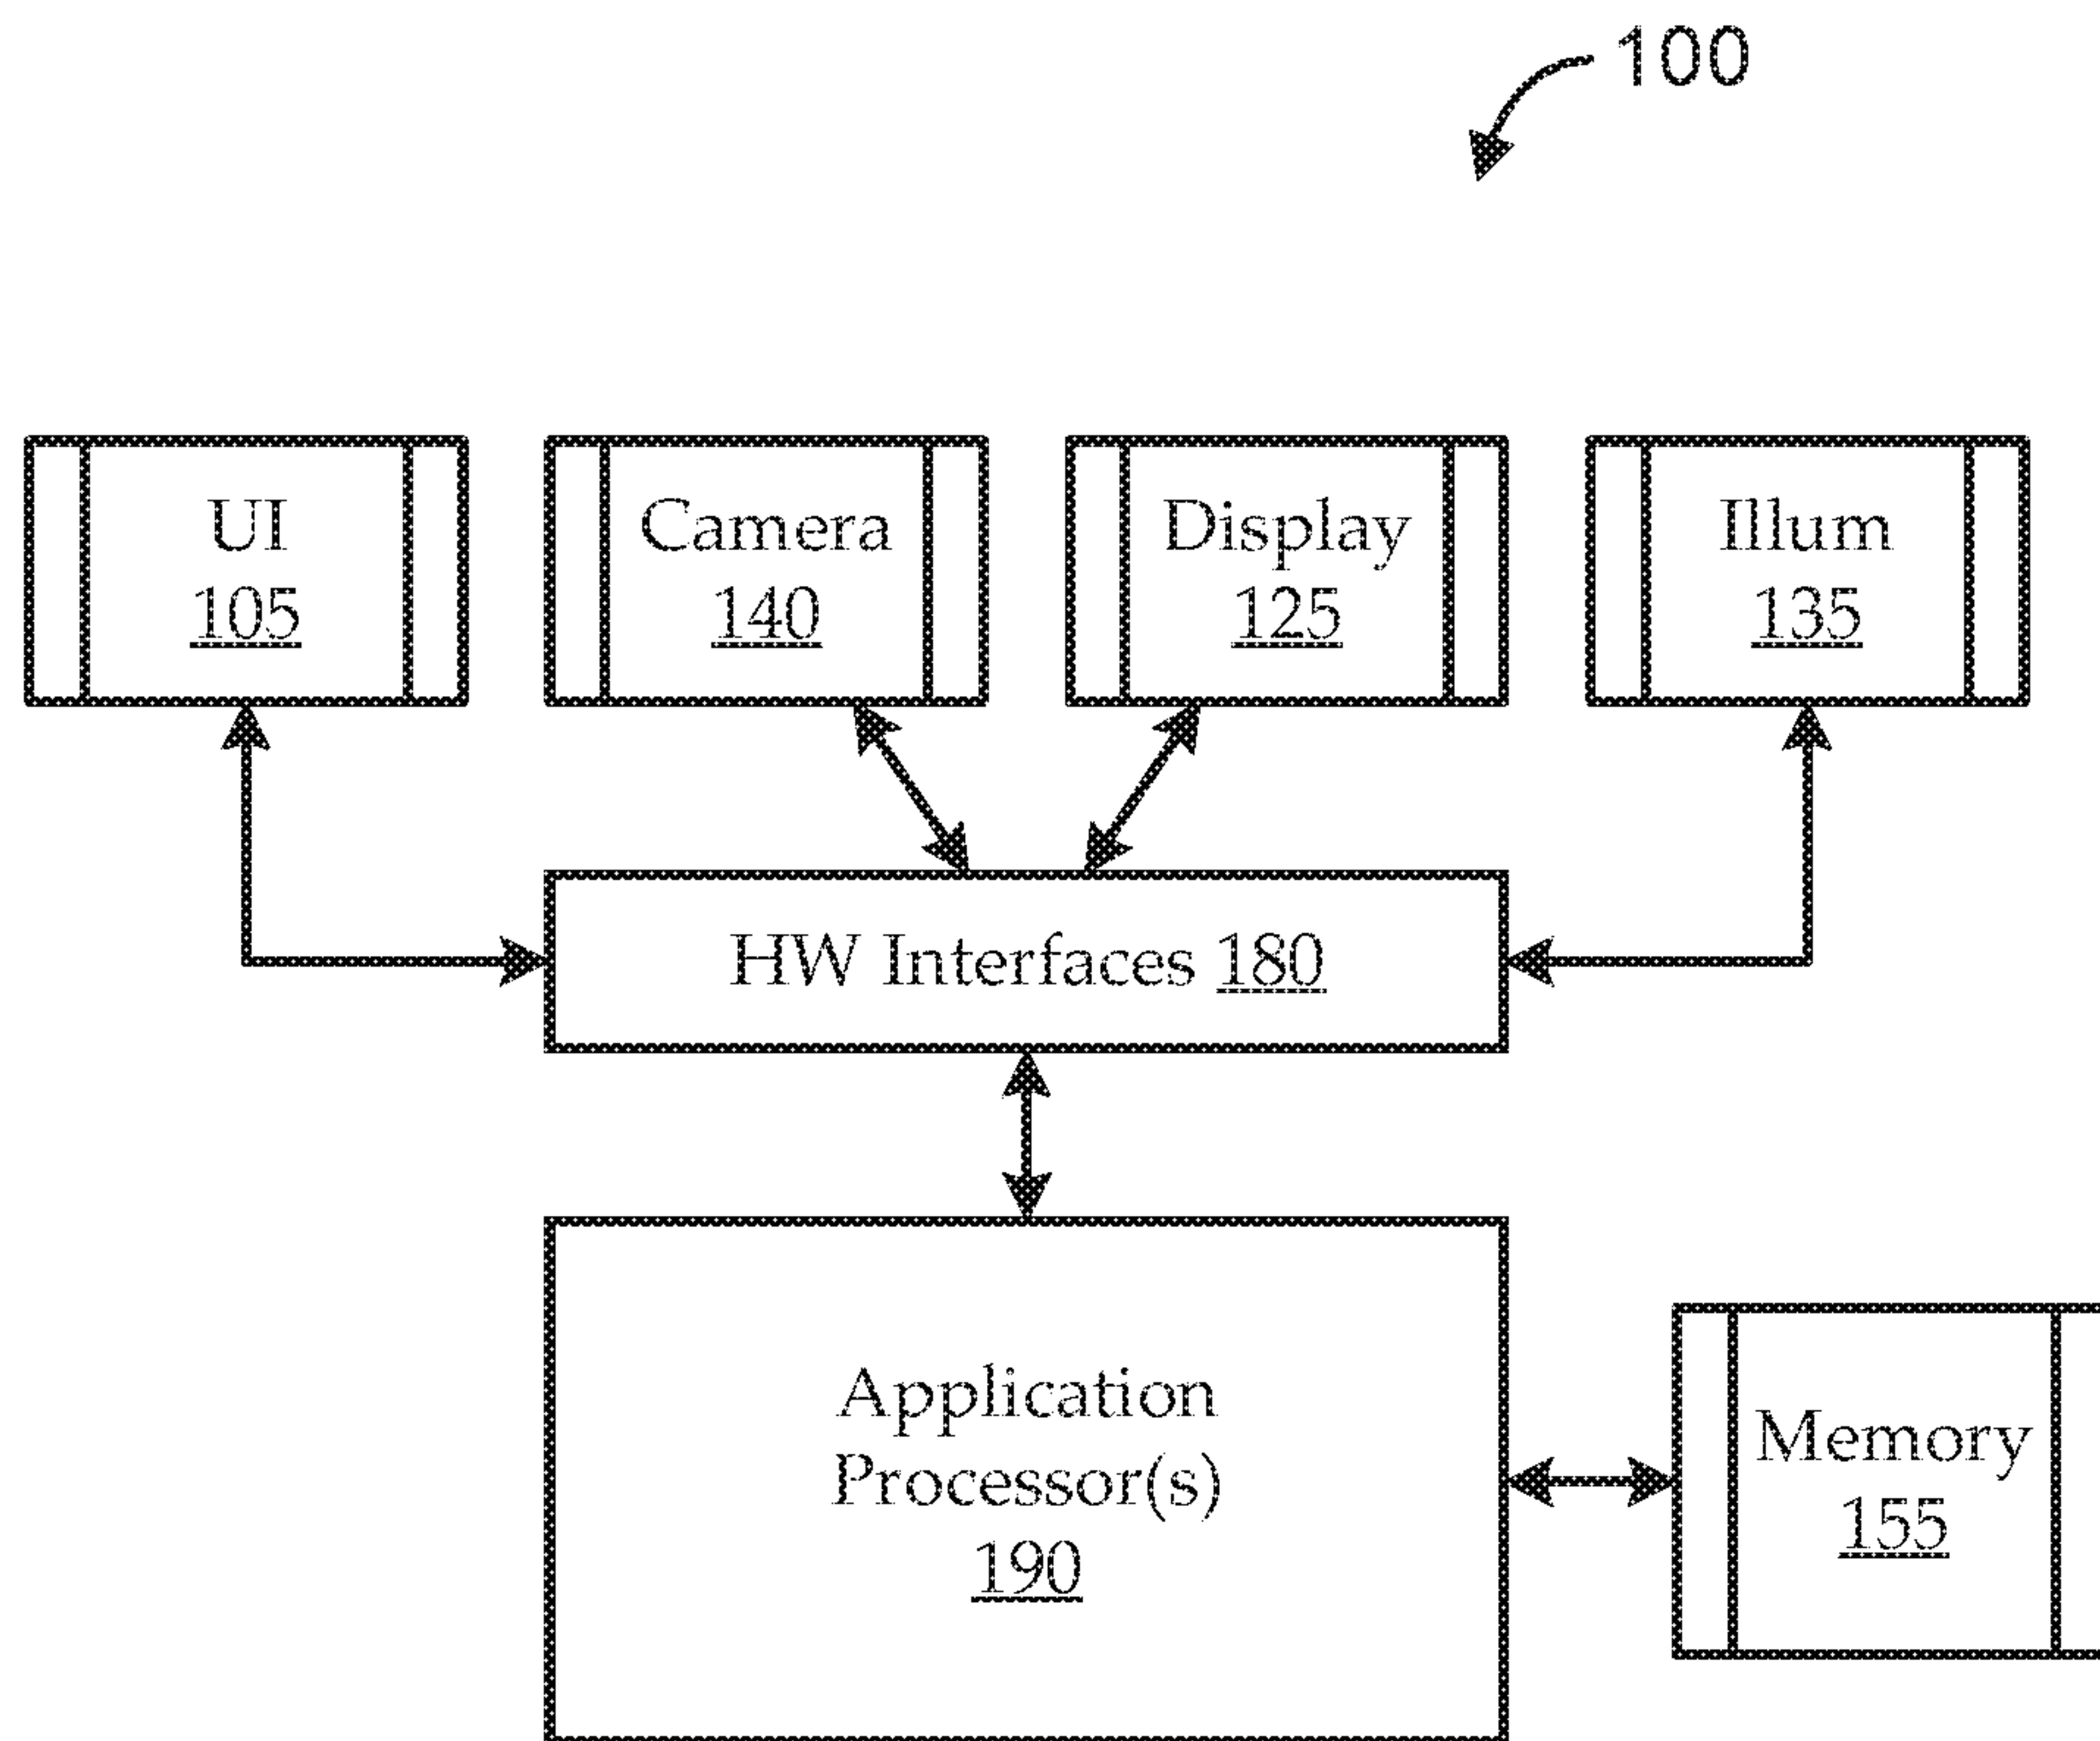 100
UI
105
Camera
140
Display
125
Illum
135
HW Interfaces 180
Application
Processor(s)
190
Memory
155